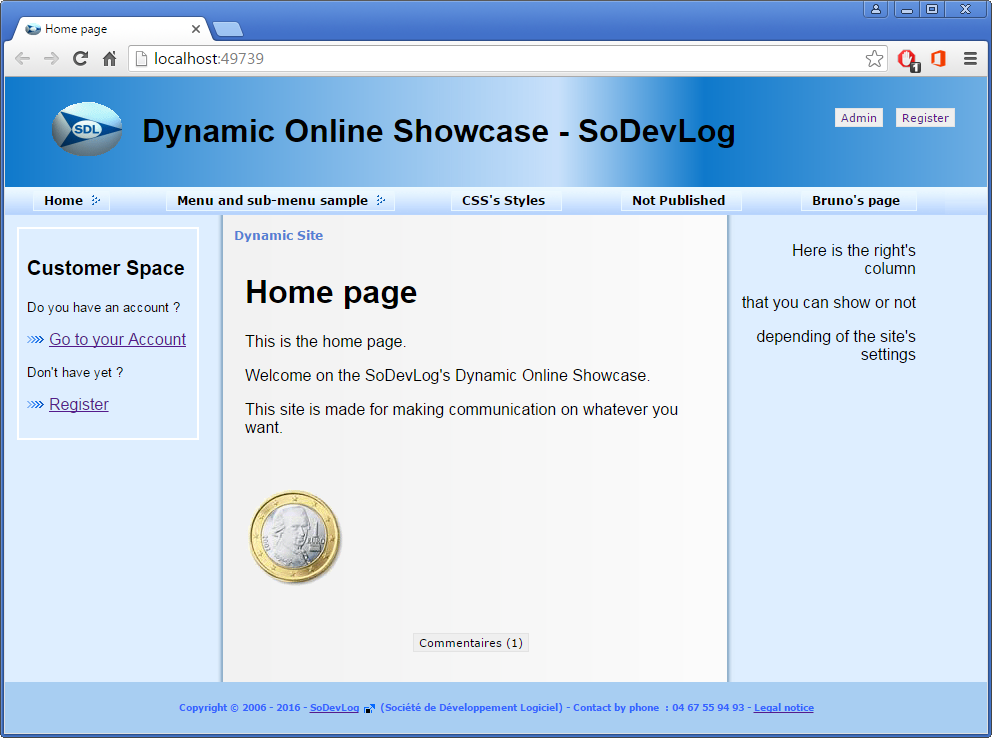 Home page
localhost:49739
1
SDL
Dynamic Online Showcase - SoDevLog
Admin
Register
Home
Menu and sub-menu sample
CSS's Styles
Not Published
Bruno's page
Customer Space
Do you have an account ?
Go to your Account
Don't have yet ?
Register
Dynamic Site
Home page
This is the home page.
Welcome on the SoDevLog's Dynamic Online Showcase.
This site is made for making communication on whatever you
want.
Commentaires (1)
Here is the right's
column
that you can show or not
depending of the site's
settings
Copyright © 2006 - 2016 - SoDevLog (Société de Développement Logiciel) - Contact by phone : 04 67 55 94 93 - Legal notice